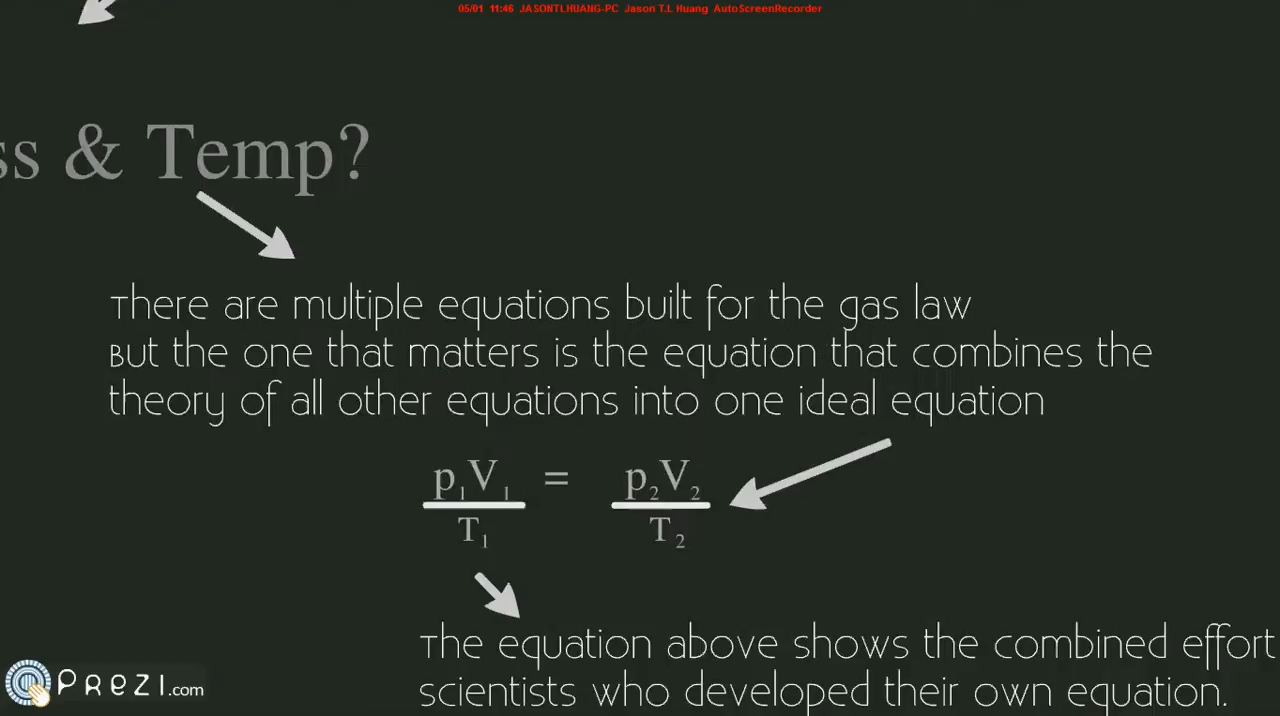 05/01 11:46 JASONTLHUANG-PC Jason T.L Huang AutoScreenRecorder
ss & Temp?
There are multiple equations built for the gas law
But the one that matters is the equation that combines the
theory of all other equations into one ideal equation
p₁V₁ = p₂V₂
T₁ T₂
The equation above shows the combined effort
scientists who developed their own equation.
PREZI.com